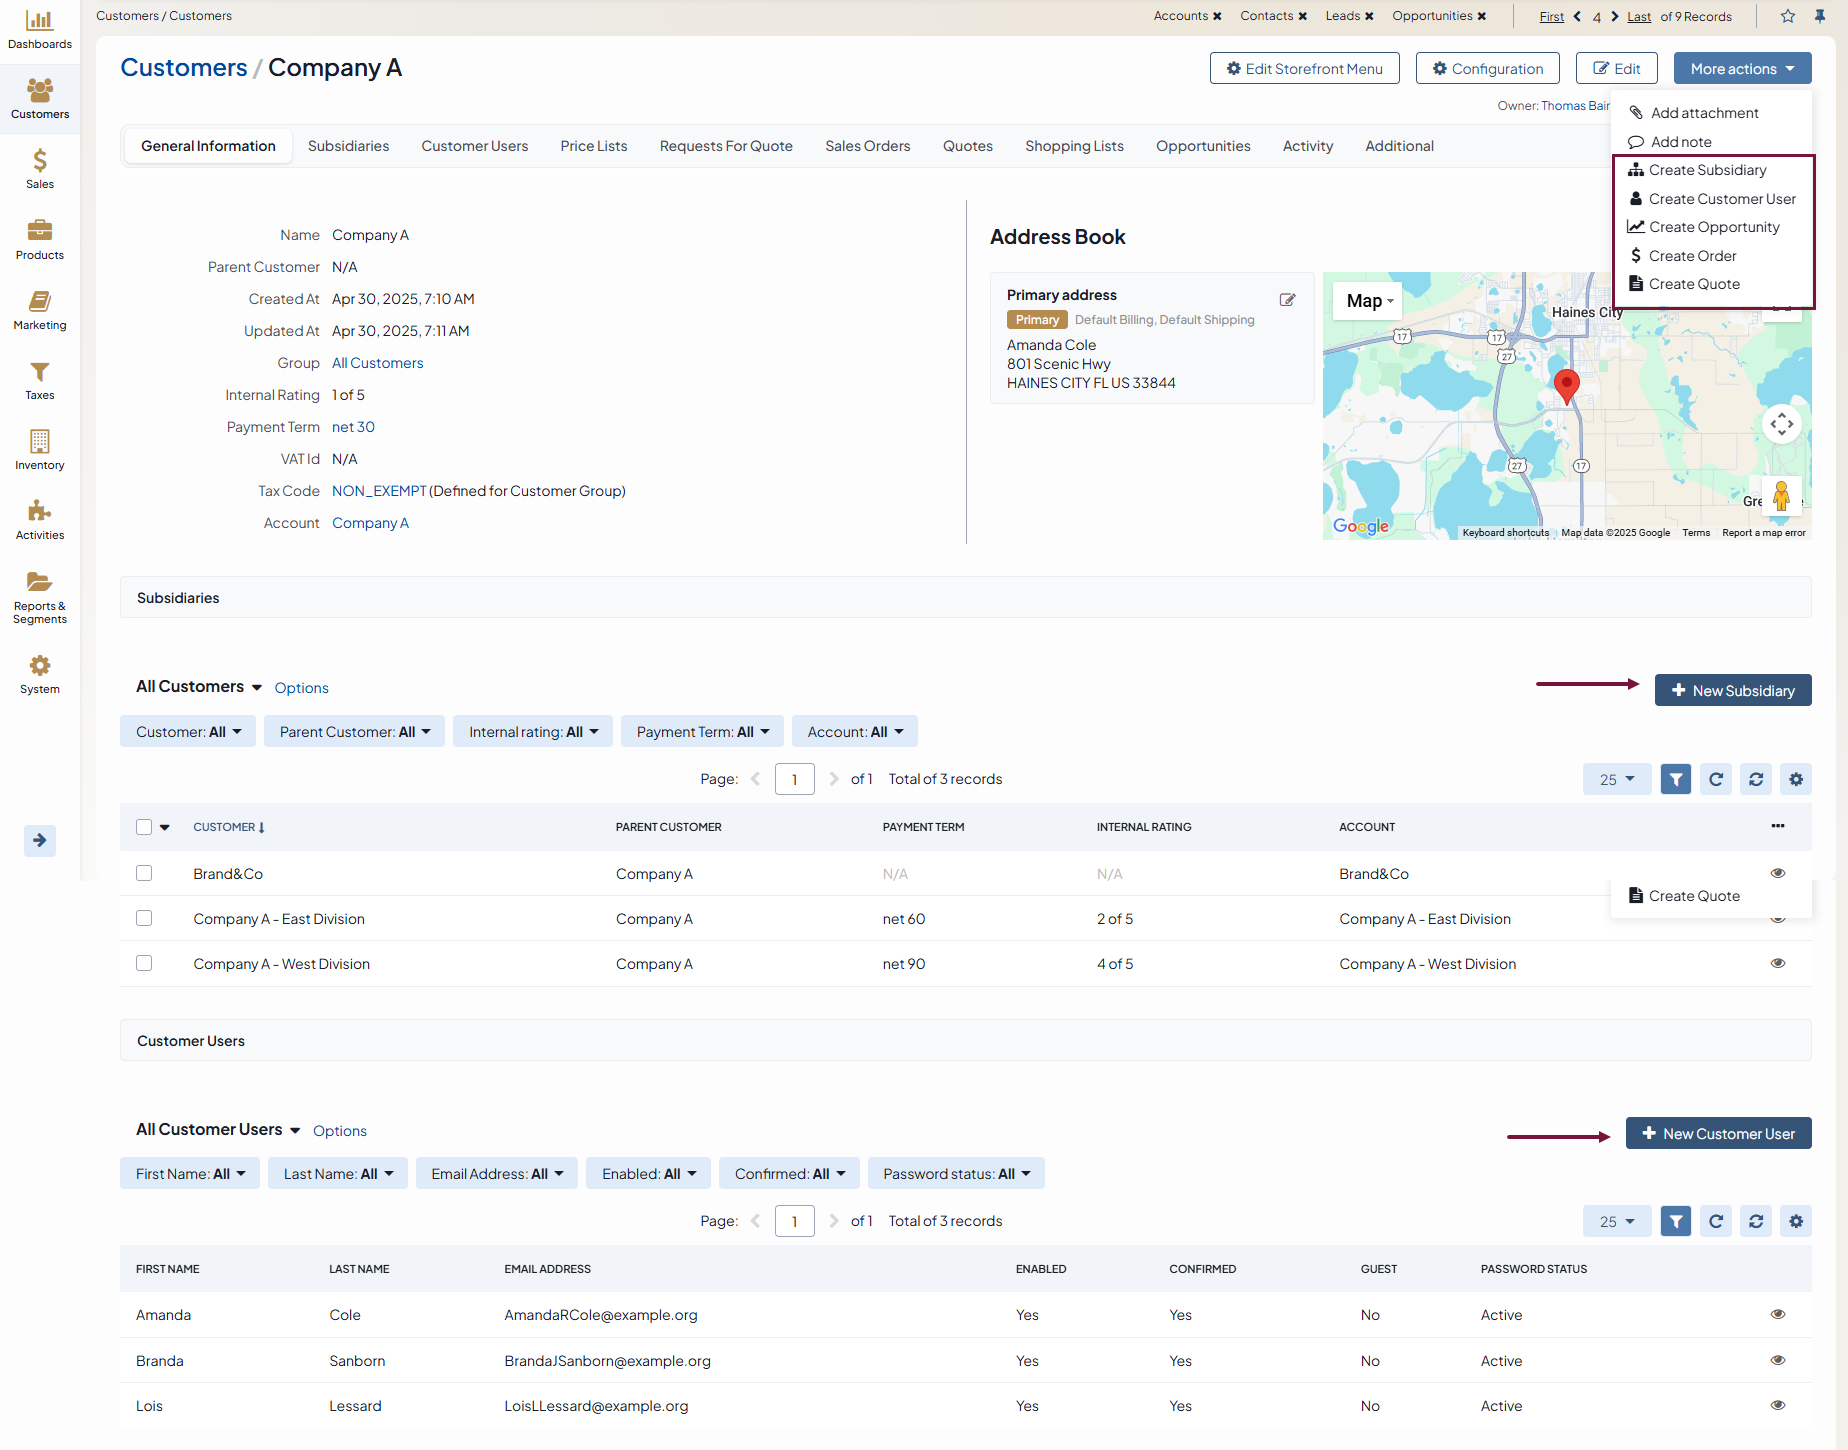 Customers / Customers
Accounts ✖ Contacts ✖ Leads ✖ Opportunities ✖
First 4 Last of 9 Records
Dashboards
Customers
Sales
Products
Marketing
Taxes
Inventory
Activities
Reports &
Segments
System
Customers / Company A
Edit Storefront Menu
Configuration
Edit
More actions
Owner: Thomas Bair
Add attachment
Add note
Create Subsidiary
Create Customer User
Create Opportunity
Create Order
Create Quote
General Information Subsidiaries Customer Users Price Lists Requests For Quote Sales Orders Quotes Shopping Lists Opportunities Activity Additional
Name Company A
Parent Customer N/A
Created At Apr 30, 2025, 7:10 AM
Updated At Apr 30, 2025, 7:11 AM
Group All Customers
Internal Rating 1 of 5
Payment Term net 30
VAT Id N/A
Tax Code NON_EXEMPT (Defined for Customer Group)
Account Company A
Address Book
Primary address
Primary Default Billing, Default Shipping
Amanda Cole
801 Scenic Hwy
HAINES CITY FL US 33844
Map
Haines City
17
17
27
27
17
Gre
Google
Keyboard shortcuts Map data ©2025 Google Terms Report a map error
Subsidiaries
All Customers Options
New Subsidiary
Customer: All Parent Customer: All Internal rating: All Payment Term: All Account: All
Page: 1 of 1 Total of 3 records
25
CUSTOMER PARENT CUSTOMER PAYMENT TERM INTERNAL RATING ACCOUNT
Brand&Co Company A N/A N/A Brand&Co
Create Quote
Company A - East Division Company A net 60 2 of 5 Company A - East Division
Company A - West Division Company A net 90 4 of 5 Company A - West Division
Customer Users
All Customer Users Options
New Customer User
First Name: All Last Name: All Email Address: All Enabled: All Confirmed: All Password status: All
Page: 1 of 1 Total of 3 records
25
FIRST NAME LAST NAME EMAIL ADDRESS ENABLED CONFIRMED GUEST PASSWORD STATUS
Amanda Cole AmandaRCole@example.org Yes Yes No Active
Branda Sanborn BrandaJSanborn@example.org Yes Yes No Active
Lois Lessard LoisLLessard@example.org Yes Yes No Active